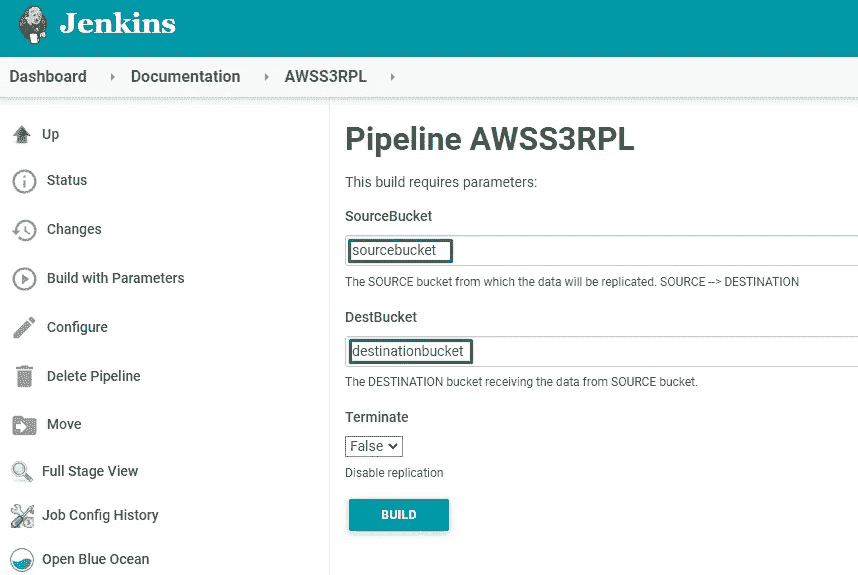 Jenkins
Dashboard Documentation AWSS3RPL
Up
Status
Changes
Build with Parameters
Configure
Delete Pipeline
Move
Full Stage View
Job Config History
Open Blue Ocean
Pipeline AWSS3RPL
This build requires parameters:
SourceBucket
sourcebucket
The SOURCE bucket from which the data will be replicated. SOURCE --> DESTINATION
DestBucket
destinationbucket
The DESTINATION bucket receiving the data from SOURCE bucket.
Terminate
False
Disable replication
BUILD